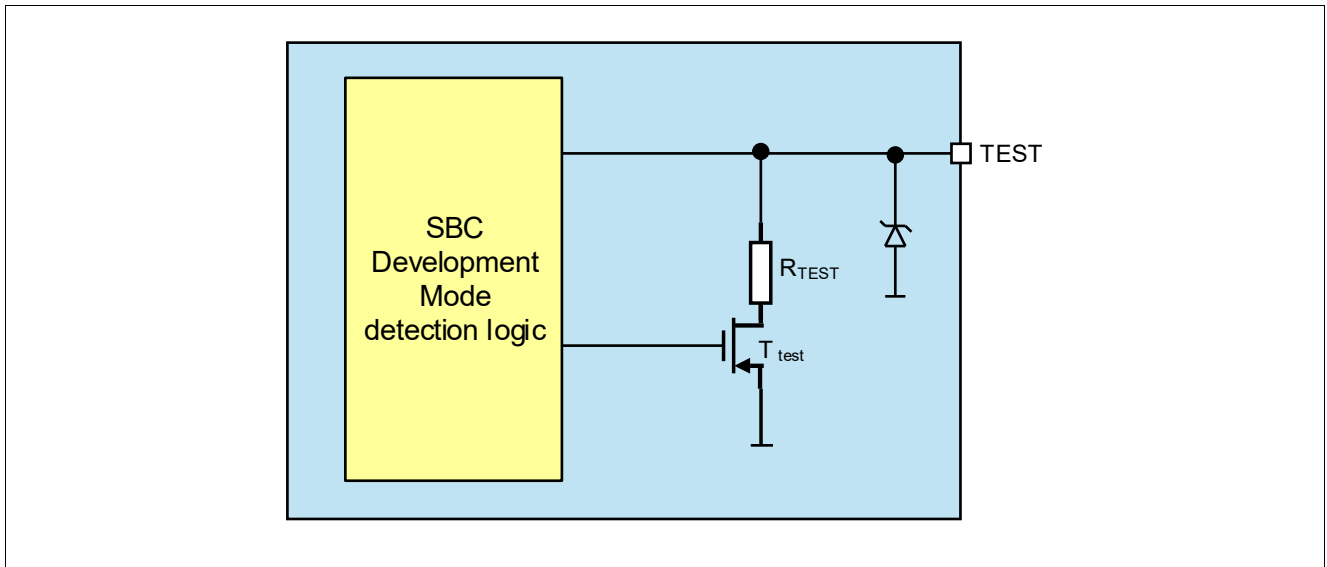 SBC
Development
Mode
detection logic
TEST
RTEST
T test